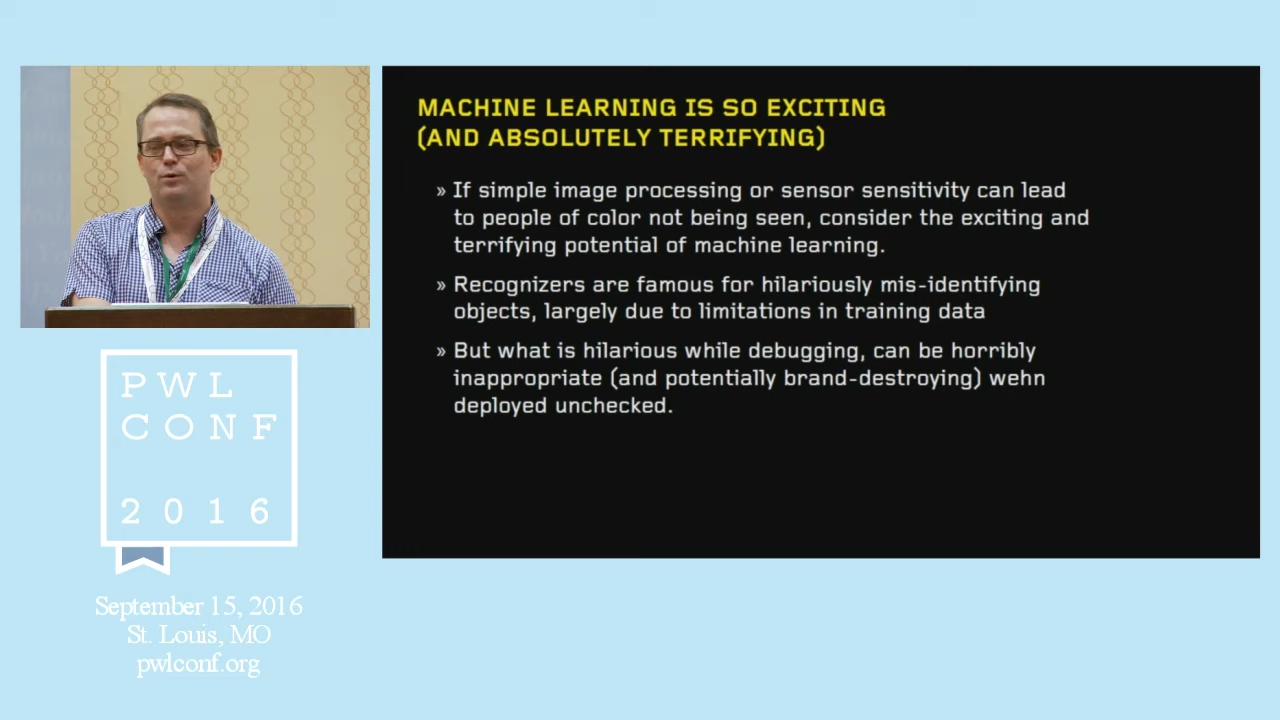 MACHINE LEARNING IS SO EXCITING
(AND ABSOLUTELY TERRIFYING)
» If simple image processing or sensor sensitivity can lead
to people of color not being seen, consider the exciting and
terrifying potential of machine learning.
» Recognizers are famous for hilariously mis-identifying
objects, largely due to limitations in training data
» But what is hilarious while debugging, can be horribly
inappropriate (and potentially brand-destroying) wehn
deployed unchecked.
PWL
CONF
2016
September 15, 2016
St. Louis, MO
pwlconf.org